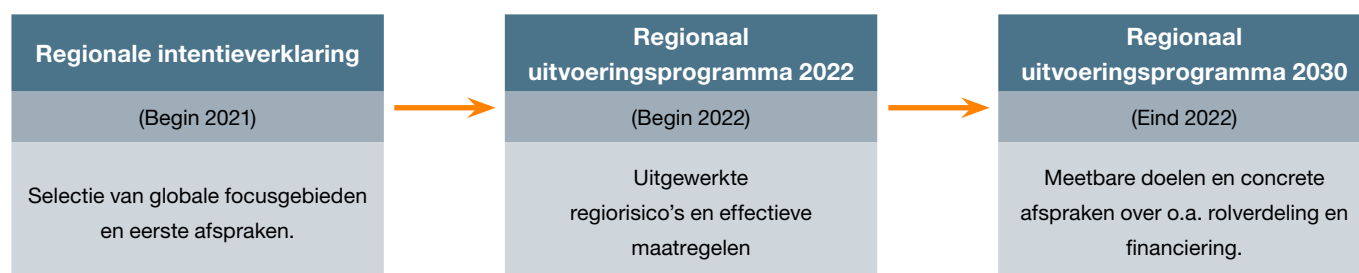 Regionale intentieverklaring
(Begin 2021)
Selectie van globale focusgebieden
en eerste afspraken.
Regionaal
uitvoeringsprogramma 2022
(Begin 2022)
Uitgewerkte
regiorisico's en effectieve
maatregelen
Regionaal
uitvoeringsprogramma 2030
(Eind 2022)
Meetbare doelen en concrete
afspraken over o.a. rolverdeling en
financiering.